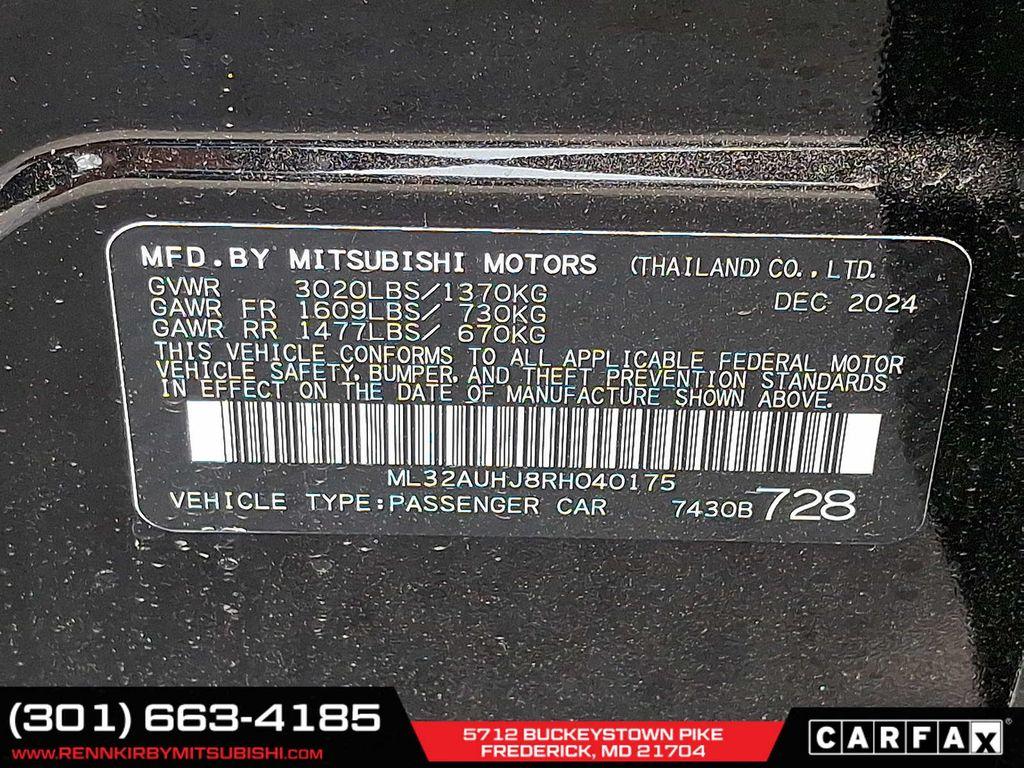 MFD.BY MITSUBISHI MOTORS (THAILAND) CO.,LTD.
GVWR 3020LBS/1370KG DEC 2024
GAWR FR 1609LBS/ 730KG
GAWR RR 1477LBS/ 670KG
THIS VEHICLE CONFORMS TO ALL APPLICABLE FEDERAL MOTOR
VEHICLE SAFETY, BUMPER, AND THEFT PREVENTION STANDARDS
IN EFFECT ON THE DATE OF MANUFACTURE SHOWN ABOVE.
ML32AUHJ8RH040175
VEHICLE TYPE:PASSENGER CAR 7430B 728
(301) 663-4185
WWW.RENNKIRBYMITSUBISHI.COM
5712 BUCKEYSTOWN PIKE
FREDERICK, MD 21704
CARFAX